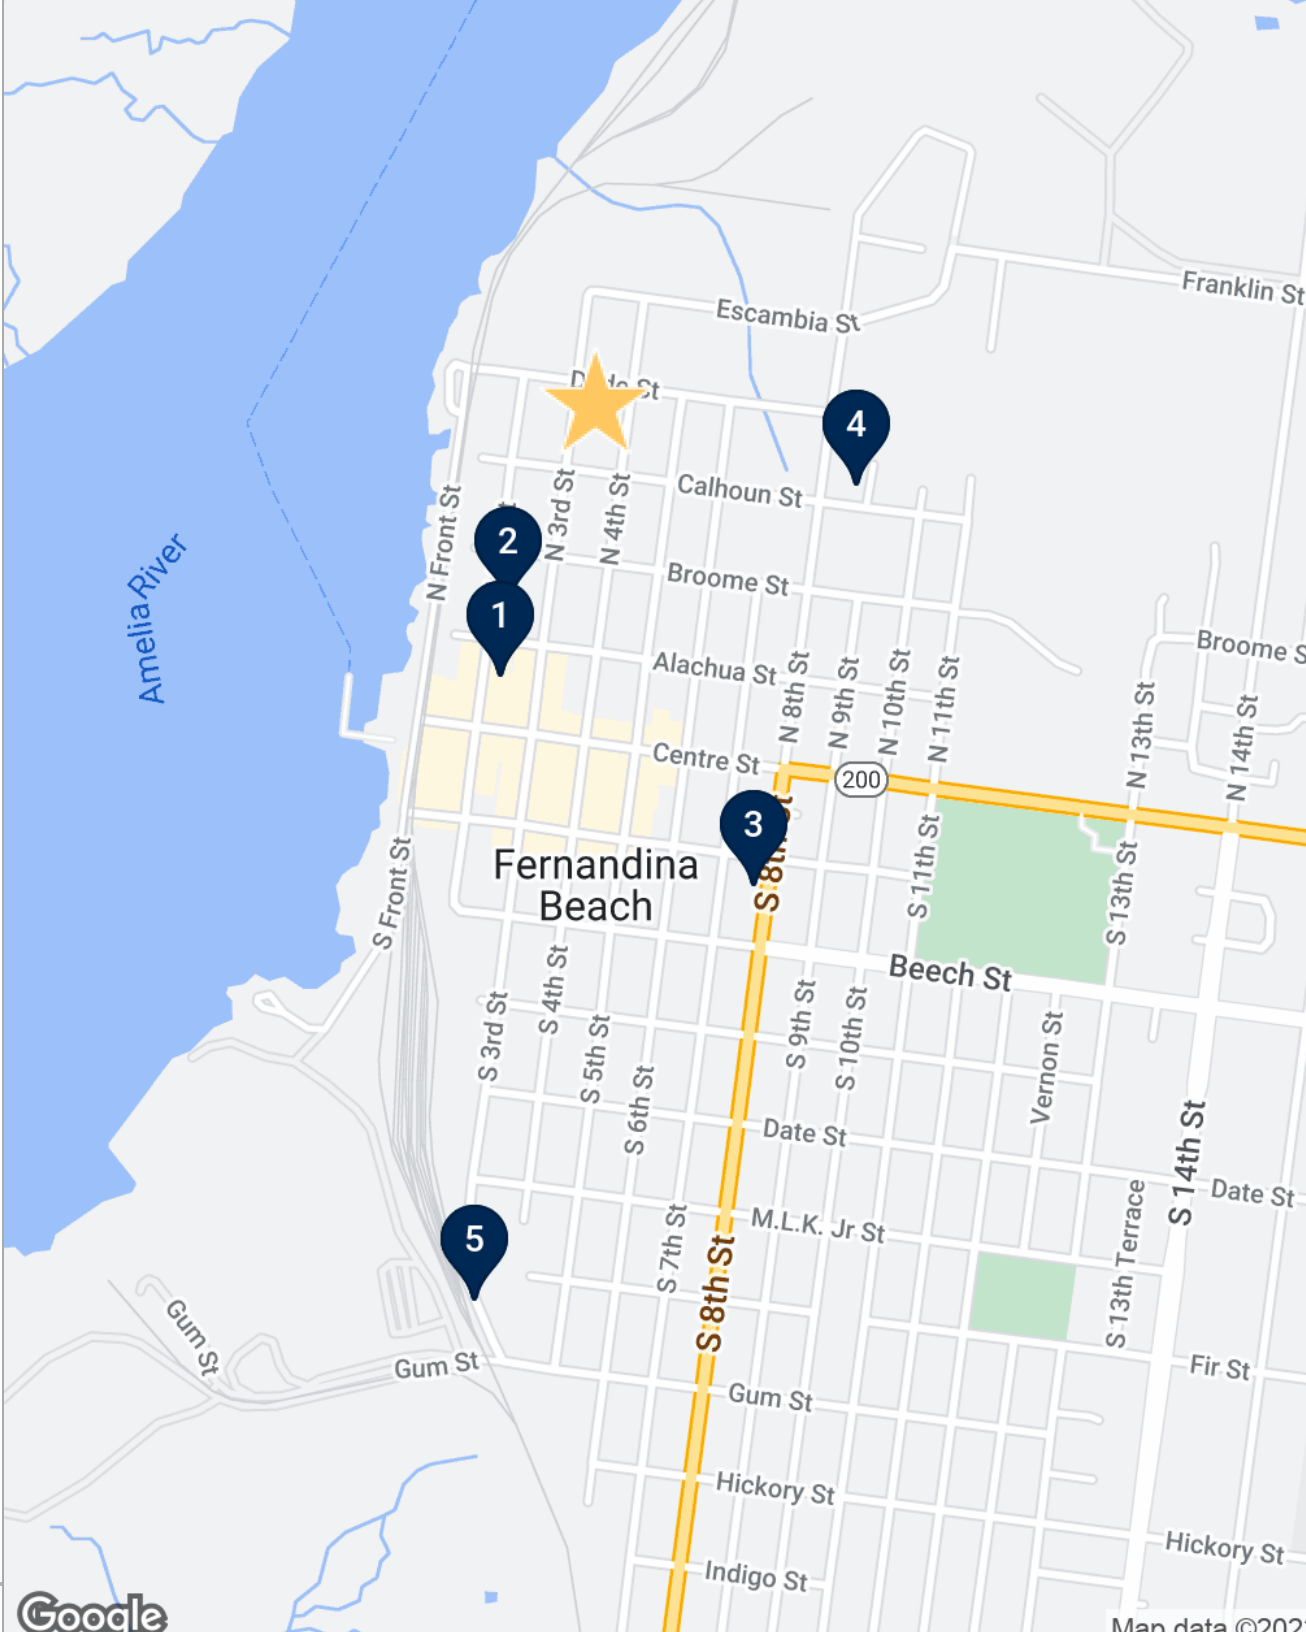 Franklin St
Escambia St
St
4
Calhoun St
N 3rd St
N 4th St
N Front St
2
Broome St
1
Amelia River
Alachua St
N 8th St
N 9th St
N 10th St
N 11th St
N 13th St
N 14th St
Broome S
Centre St
200
3
S 8th St
Fernandina
Beach
S Front St
S 11th St
S 13th St
Beech St
S 3rd St
S 4th St
S 5th St
S 6th St
S 9th St
S 10th St
Vernon St
Date St
S 14th St
Date St
M.L.K. Jr St
S 7th St
S 8th St
S 13th Terrace
5
Gum St
Gum St
Gum St
Fir St
Hickory St
Hickory St
Indigo St
Google
Map data ©202